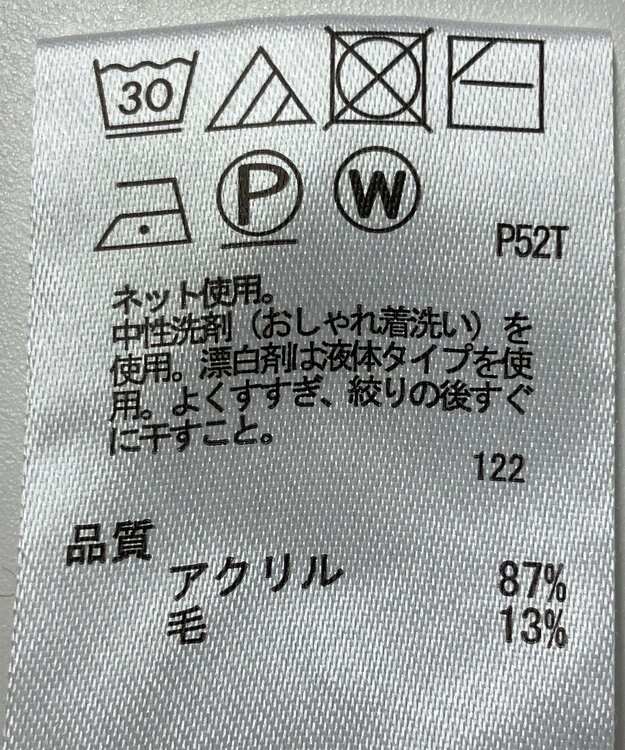 30
P W
P52T
ネット使用。
中性洗剤（おしゃれ着洗い）を
使用。漂白剤は液体タイプを使
用。よくすすぎ、絞りの後すぐ
に干すこと。
122
品質
アクリル 87%
毛 13%